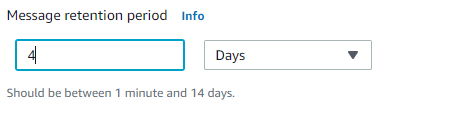 Message retention period Info
4 Days
Should be between 1 minute and 14 days.